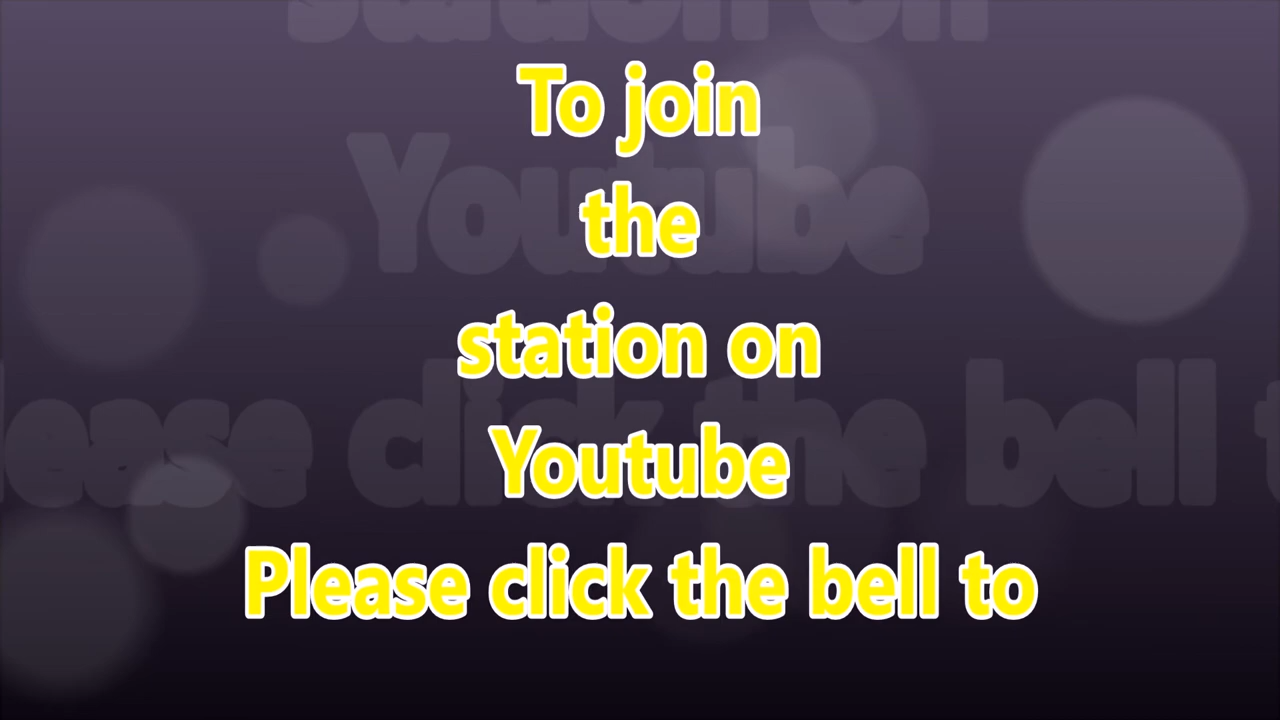 To join
the
station on
Youtube
Please click the bell to